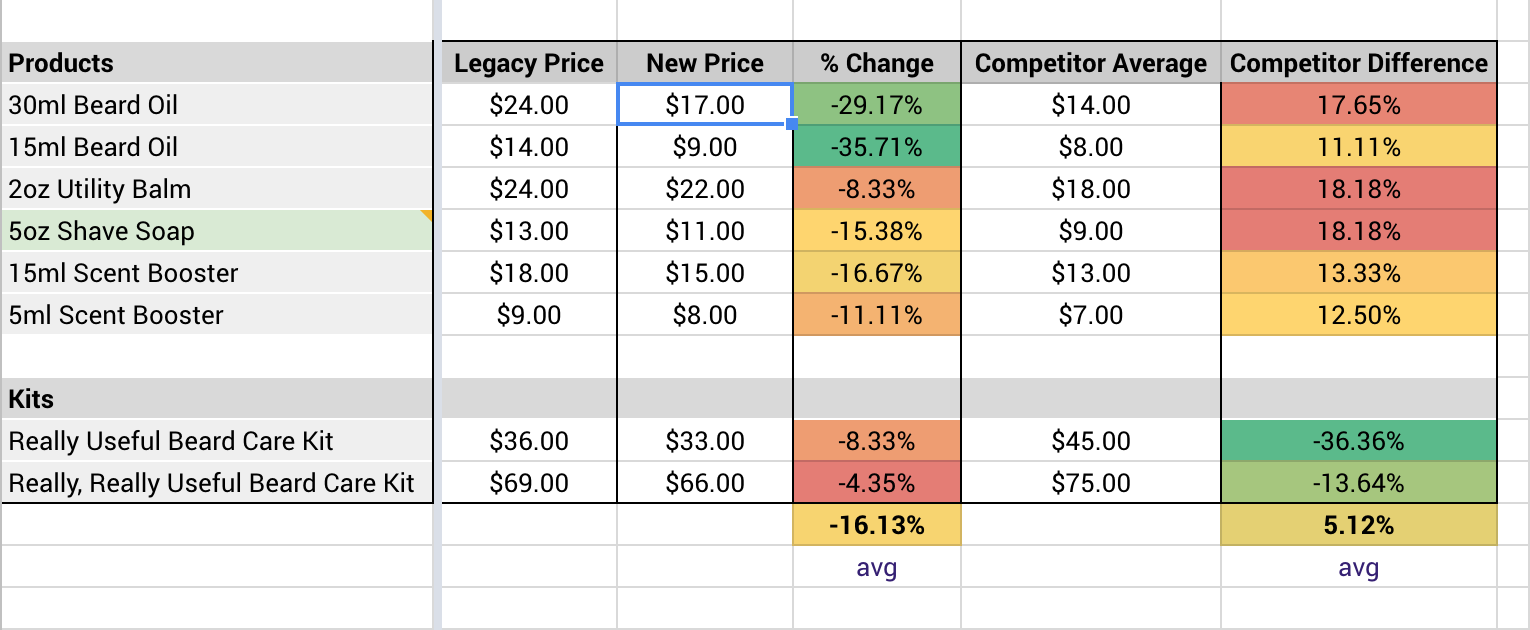 Products Legacy Price New Price % Change Competitor Average Competitor Difference
30ml Beard Oil $24.00 $17.00 -29.17% $14.00 17.65%
15ml Beard Oil $14.00 $9.00 -35.71% $8.00 11.11%
2oz Utility Balm $24.00 $22.00 -8.33% $18.00 18.18%
5oz Shave Soap $13.00 $11.00 -15.38% $9.00 18.18%
15ml Scent Booster $18.00 $15.00 -16.67% $13.00 13.33%
5ml Scent Booster $9.00 $8.00 -11.11% $7.00 12.50%
Kits
Really Useful Beard Care Kit $36.00 $33.00 -8.33% $45.00 -36.36%
Really, Really Useful Beard Care Kit $69.00 $66.00 -4.35% $75.00 -13.64%
-16.13% 5.12%
avg avg